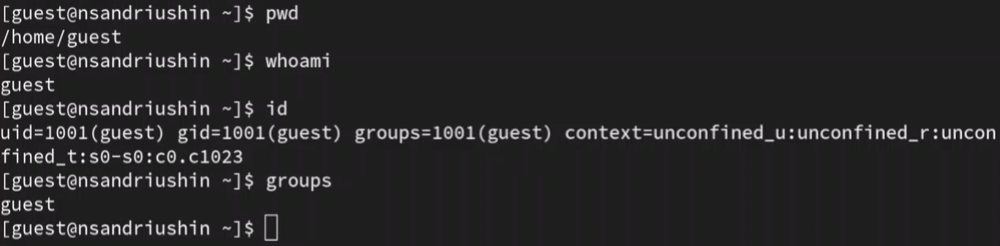 [guest@nsandriushin ~]$ pwd
/home/guest
[guest@nsandriushin ~]$ whoami
guest
[guest@nsandriushin ~]$ id
uid=1001(guest) gid=1001(guest) groups=1001(guest) context=unconfined_u:unconfined_r:uncon
fined_t:s0-s0:c0.c1023
[guest@nsandriushin ~]$ groups
guest
[guest@nsandriushin ~]$